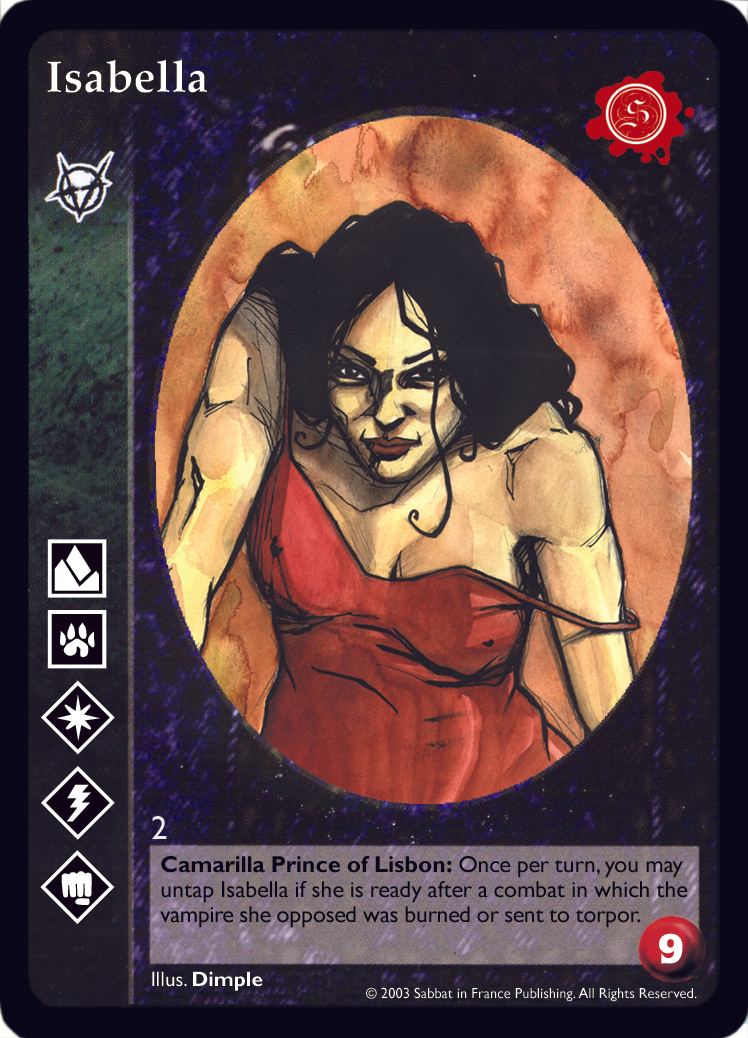 Isabella
S
2
Camarilla Prince of Lisbon: Once per turn, you may
untap Isabella if she is ready after a combat in which the
vampire she opposed was burned or sent to torpor.
9
Illus. Dimple
© 2003 Sabbat in France Publishing. All Rights Reserved.